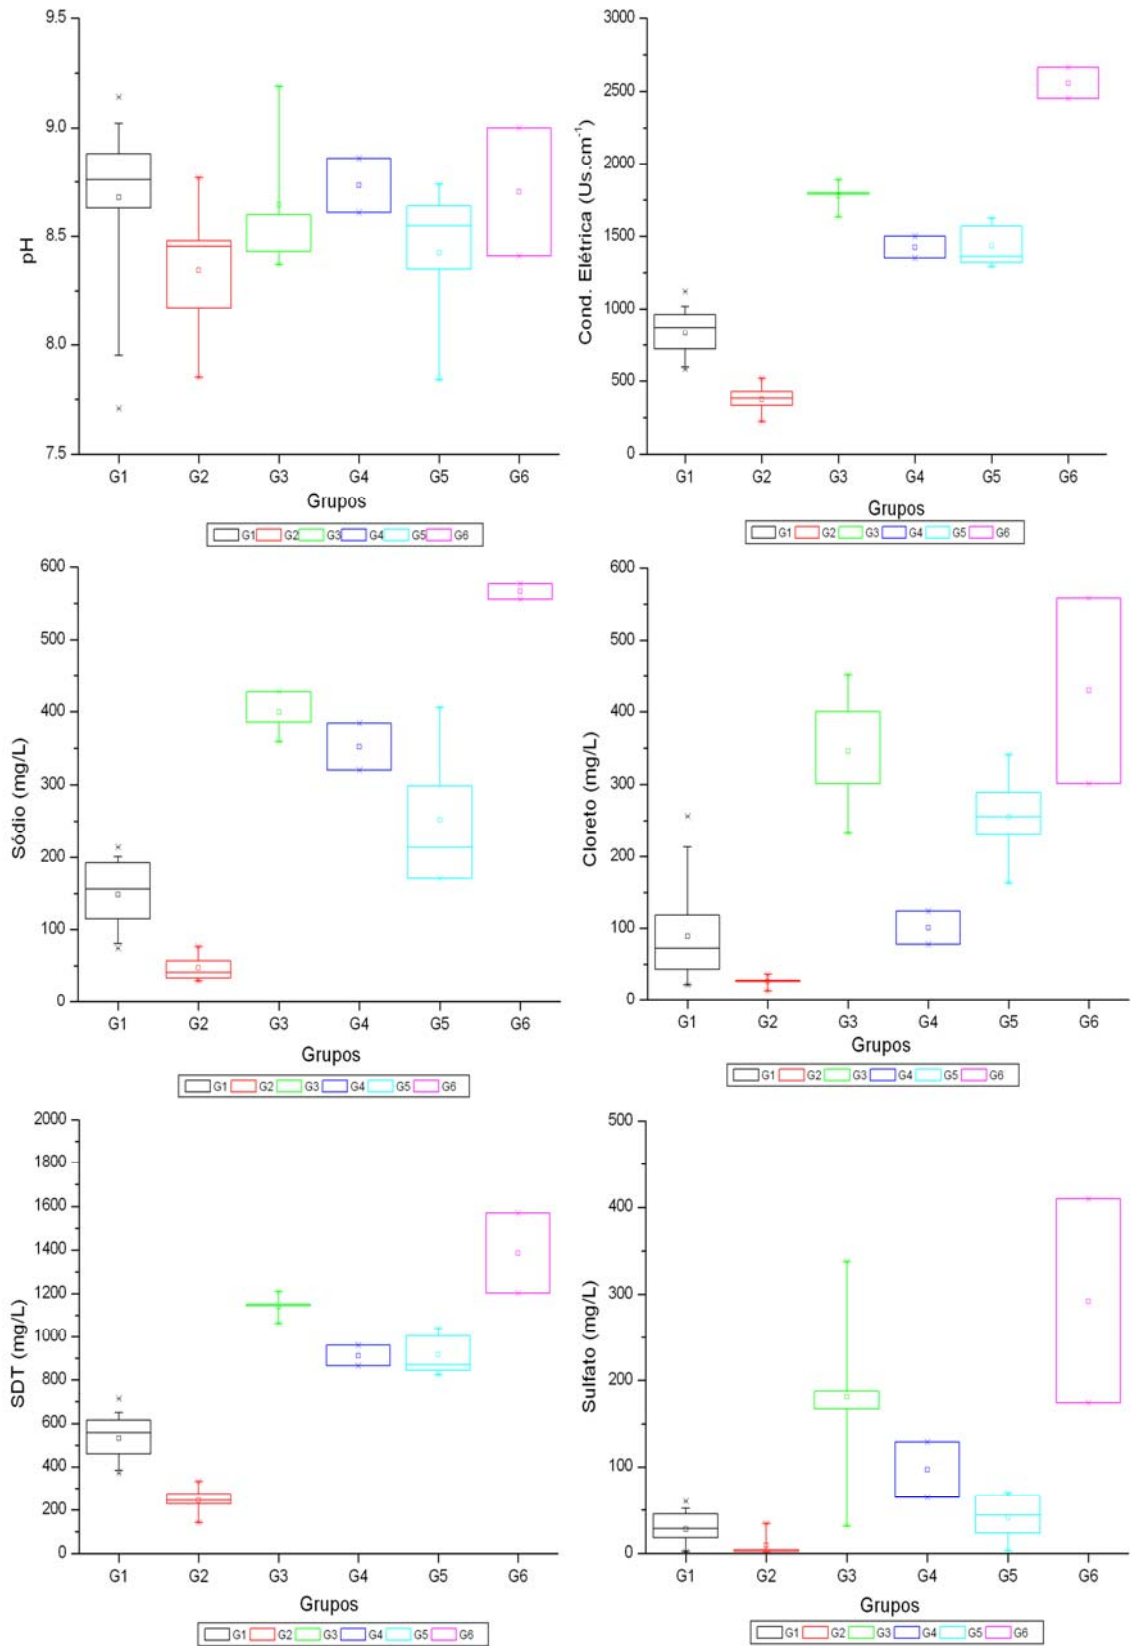 9.5
9.0
8.5
8.0
7.5
pH
G1 G2 G3 G4 G5 G6
Grupos
G1 G2 G3 G4 G5 G6
3000
2500
2000
1500
1000
500
0
Cond. Elétrica (Us.cm⁻¹)
G1 G2 G3 G4 G5 G6
Grupos
G1 G2 G3 G4 G5 G6
600
500
400
300
200
100
0
Sódio (mg/L)
G1 G2 G3 G4 G5 G6
Grupos
G1 G2 G3 G4 G5 G6
600
500
400
300
200
100
0
Cloreto (mg/L)
G1 G2 G3 G4 G5 G6
Grupos
G1 G2 G3 G4 G5 G6
2000
1800
1600
1400
1200
1000
800
600
400
200
0
SDT (mg/L)
G1 G2 G3 G4 G5 G6
Grupos
G1 G2 G3 G4 G5 G6
500
400
300
200
100
0
Sulfato (mg/L)
G1 G2 G3 G4 G5 G6
Grupos
G1 G2 G3 G4 G5 G6